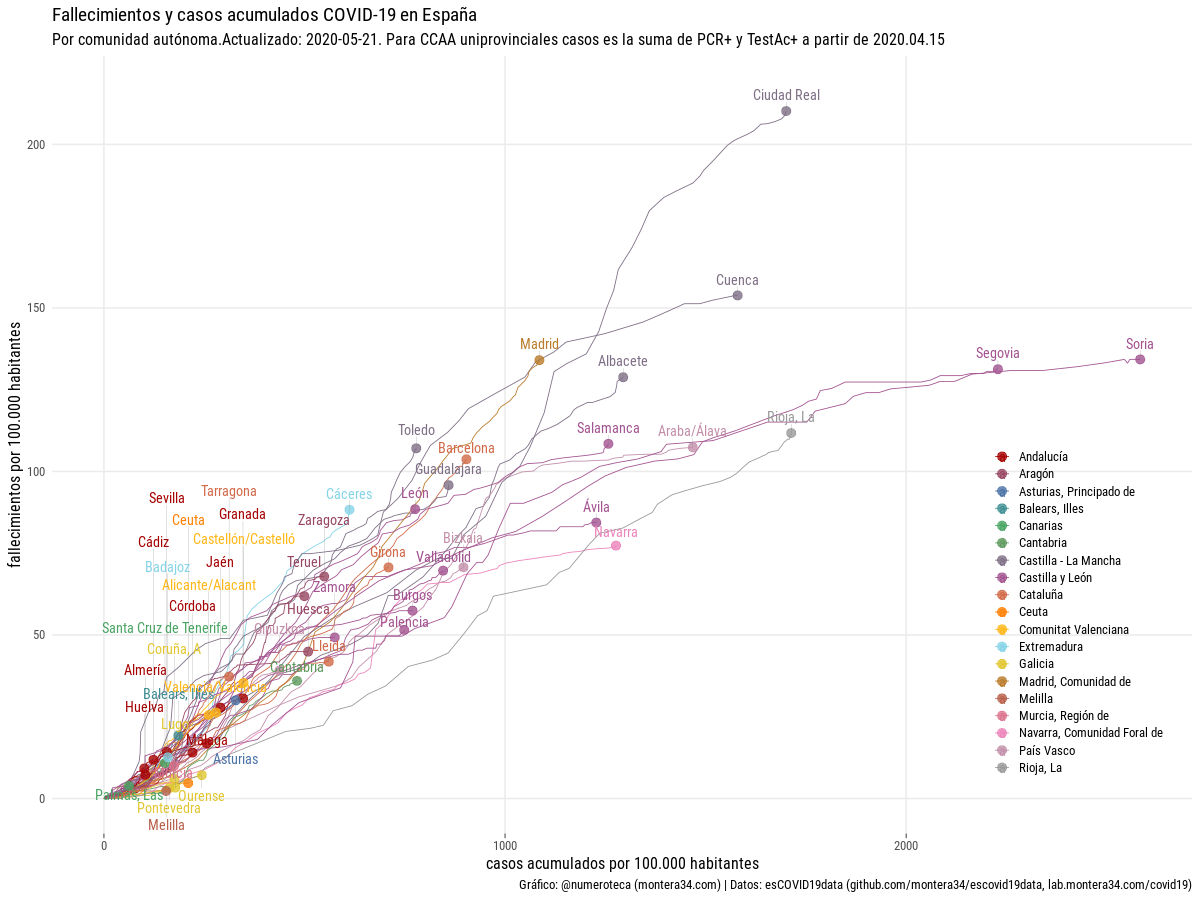 Fallecimientos y casos acumulados COVID-19 en España
Por comunidad autónoma.Actualizado: 2020-05-21. Para CCAA uniprovinciales casos es la suma de PCR+ y TestAc+ a partir de 2020.04.15
fallecimientos por 100.000 habitantes
200
150
100
50
0
Ciudad Real
Cuenca
Madrid
Albacete
Segovia
Soria
Toledo
Barcelona
Salamanca
Araba/Álava
Rioja, La
Guadalajara
Sevilla
Tarragona
Cáceres
León
Ceuta
Granada
Zaragoza
Ávila
Navarra
Cádiz
Castellón/Castelló
Bizkaia
Badajoz
Jaén
Teruel
Girona
Valladolid
Alicante/Alacant
Zamora
Córdoba
Huesca
Burgos
Santa Cruz de Tenerife
Gipuzkoa
Palencia
Coruña, A
Lleida
Almería
Cantabria
Valencia/València
Balears, Illes
Huelva
Lugo
Málaga
Asturias
Murcia
Palmas, Las
Ourense
Pontevedra
Melilla
Andalucía
Aragón
Asturias, Principado de
Balears, Illes
Canarias
Cantabria
Castilla - La Mancha
Castilla y León
Cataluña
Ceuta
Comunitat Valenciana
Extremadura
Galicia
Madrid, Comunidad de
Melilla
Murcia, Región de
Navarra, Comunidad Foral de
País Vasco
Rioja, La
0
1000
2000
casos acumulados por 100.000 habitantes
Gráfico: @numeroteca (montera34.com) | Datos: esCOVID19data (github.com/montera34/escovid19data, lab.montera34.com/covid19)